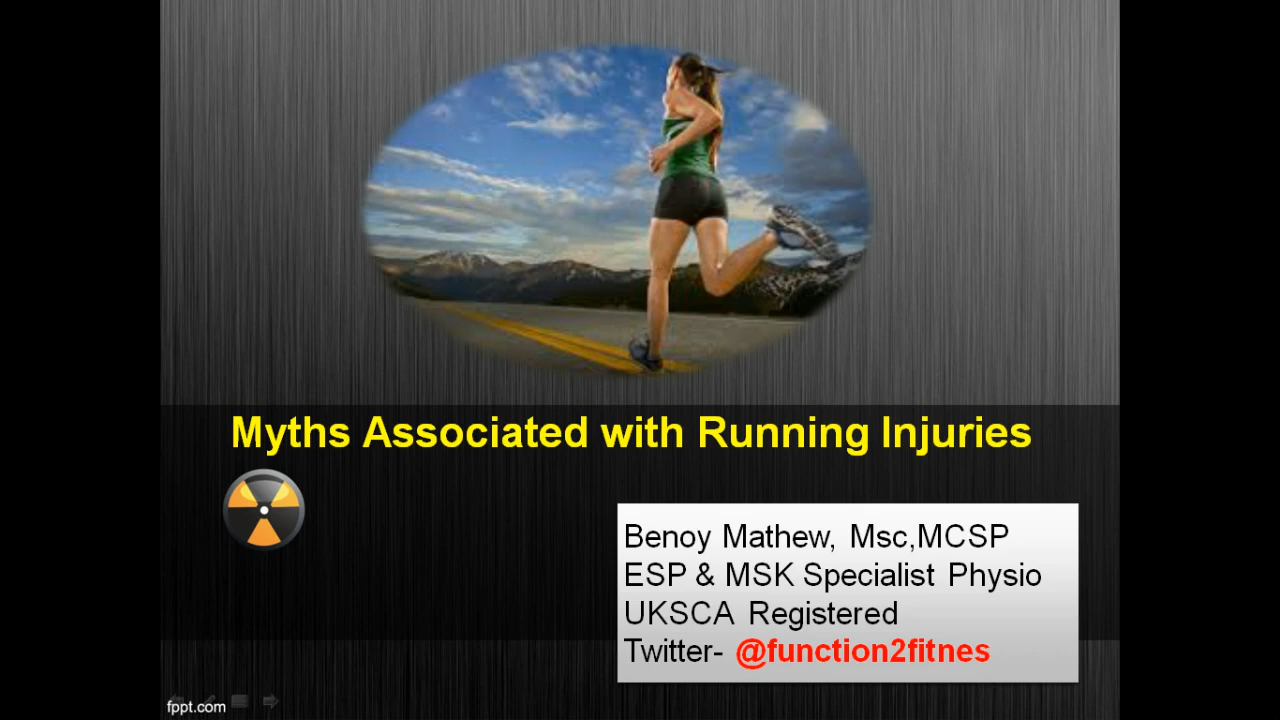 Myths Associated with Running Injuries
Benoy Mathew, Msc,MCSP
ESP & MSK Specialist Physio
UKSCA Registered
Twitter- @function2fitnes
fppt.com